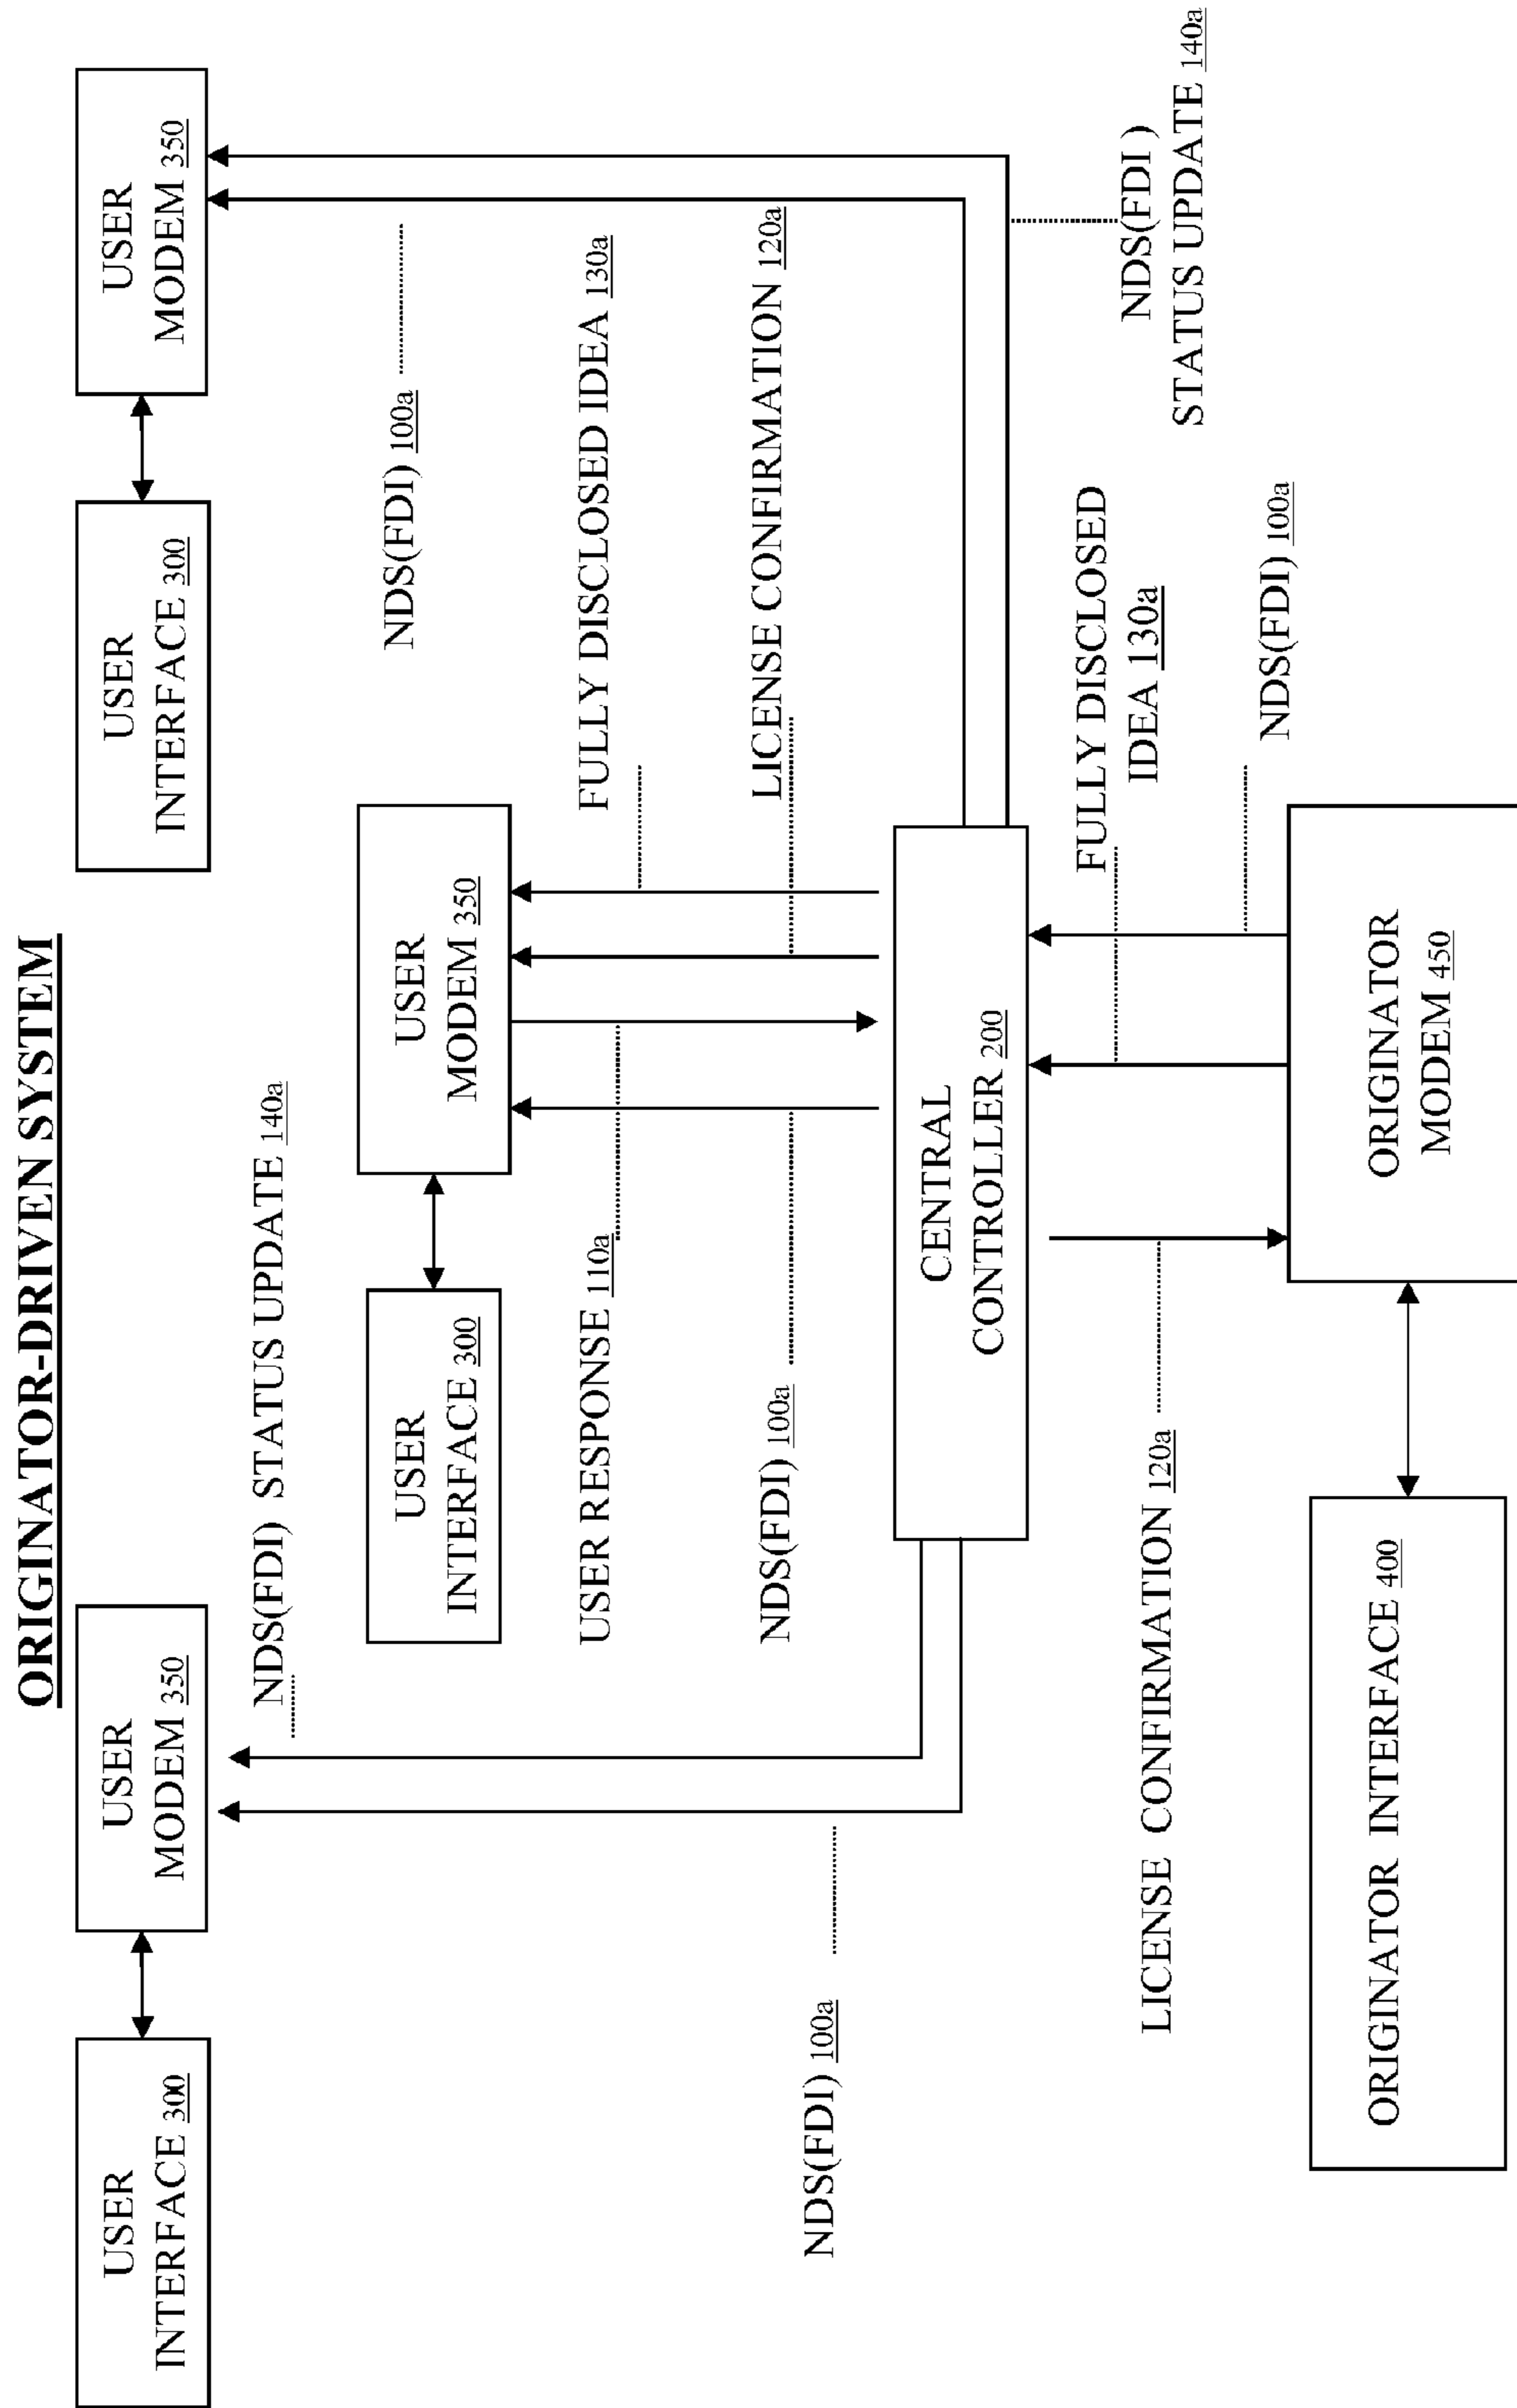 ORIGINATOR-DRIVEN SYSTEM
USER
INTERFACE 300
USER
MODEM 350
NDS(FDI) STATUS UPDATE 140a
USER
INTERFACE 300
USER
MODEM 350
USER
INTERFACE 300
USER
MODEM 350
NDS(FDI) 100a
USER RESPONSE 110a
NDS(FDI) 100a
FULLY DISCLOSED IDEA 130a
LICENSE CONFIRMATION 120a
NDS(FDI) 100a
CENTRAL
CONTROLLER 200
NDS(FDI )
STATUS UPDATE 140a
LICENSE CONFIRMATION 120a
FULLY DISCLOSED
IDEA 130a
NDS(FDI) 100a
ORIGINATOR INTERFACE 400
ORIGINATOR
MODEM 450